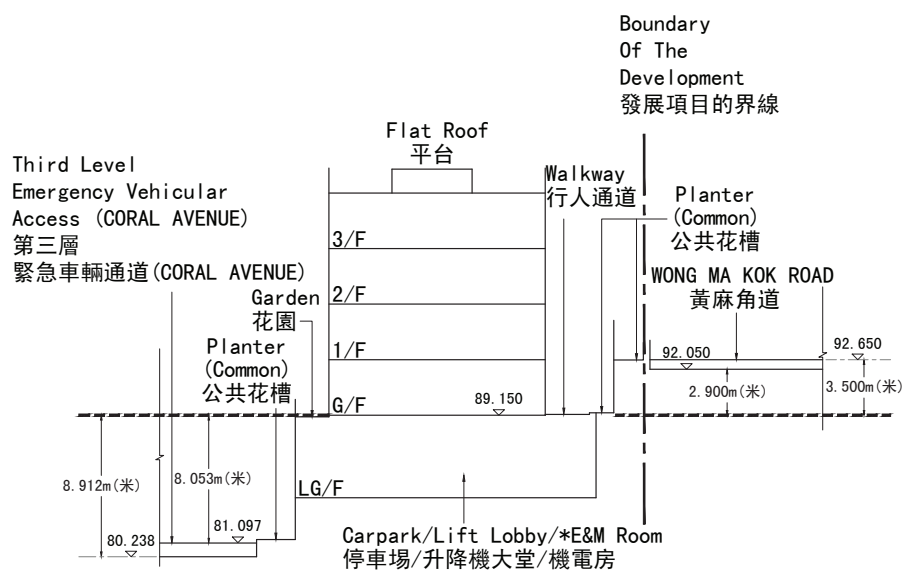 Boundary
Of The
Development
發展項目的界線
Flat Roof
平台
Third Level
Emergency Vehicular
Access (CORAL AVENUE)
第三層
緊急車輛通道(CORAL AVENUE)
Walkway
行人通道
Planter
(Common)
公共花槽
3/F
WONG MA KOK ROAD
黃麻角道
Garden
花園
2/F
Planter
(Common)
公共花槽
1/F
92.050
92.650
2.900m(米)
3.500m(米)
G/F
89.150
8.912m(米)
8.053m(米)
LG/F
81.097
80.238
Carpark/Lift Lobby/*E&M Room
停車場/升降機大堂/機電房